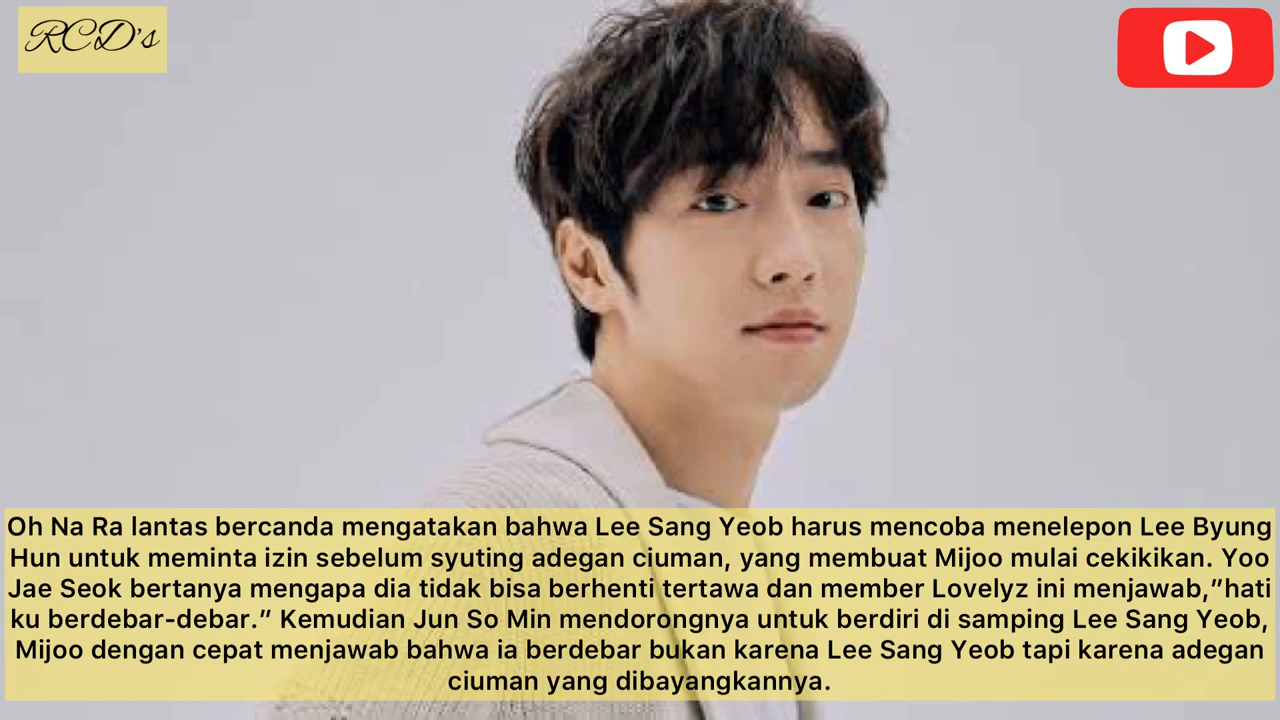 RCD's
Oh Na Ra lantas bercanda mengatakan bahwa Lee Sang Yeob harus mencoba menelepon Lee Byung
Hun untuk meminta izin sebelum syuting adegan ciuman, yang membuat Mijoo mulai cekikikan. Yoo
Jae Seok bertanya mengapa dia tidak bisa berhenti tertawa dan member Lovelyz ini menjawab,”hati
ku berdebar-debar.” Kemudian Jun So Min mendorongnya untuk berdiri di samping Lee Sang Yeob,
Mijoo dengan cepat menjawab bahwa ia berdebar bukan karena Lee Sang Yeob tapi karena adegan
ciuman yang dibayangkannya.